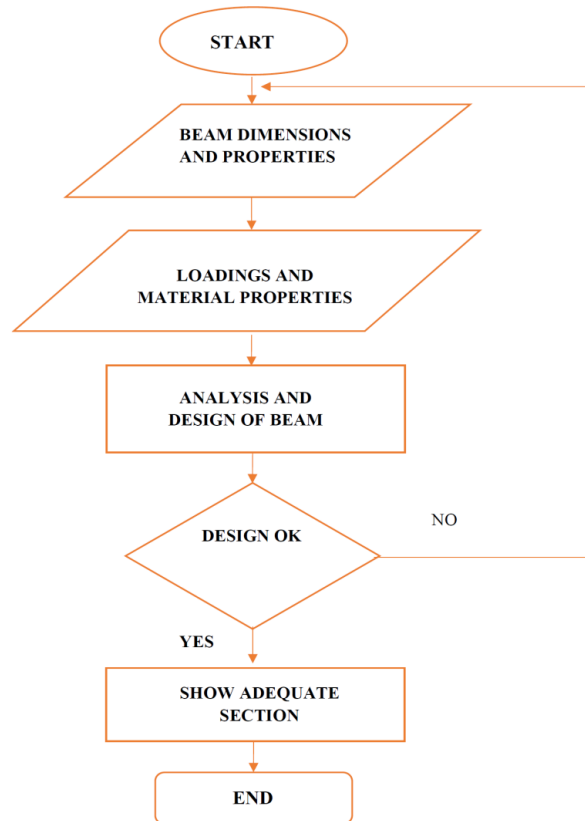 START
BEAM DIMENSIONS
AND PROPERTIES
LOADINGS AND
MATERIAL PROPERTIES
ANALYSIS AND
DESIGN OF BEAM
DESIGN OK
NO
YES
SHOW ADEQUATE
SECTION
END